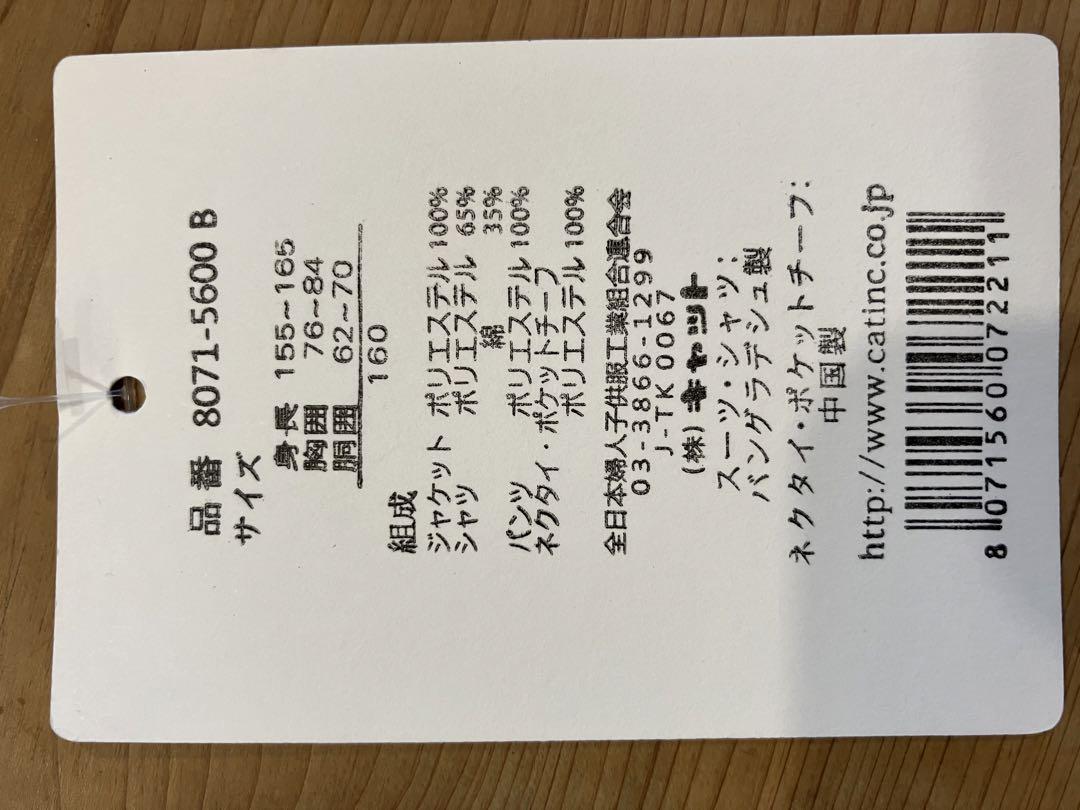 品番 8071-5600 B
サイズ
身長 155~165
胸囲 76~84
胴囲 62~70
160
組成
ジャケット ポリエステル 100%
シャツ ポリエステル 65%
綿 35%
パンツ ポリエステル 100%
ネクタイ・ポケットチーフ
ポリエステル 100%
全日本婦人子供服工業組合連合会
03-3866-1299
J-TK0067
(株)キャット
スーツ・シャツ:
バングラデシュ製
ネクタイ・ポケットチーフ:
中国製
http://www.catinc.co.jp
8 071560 072211